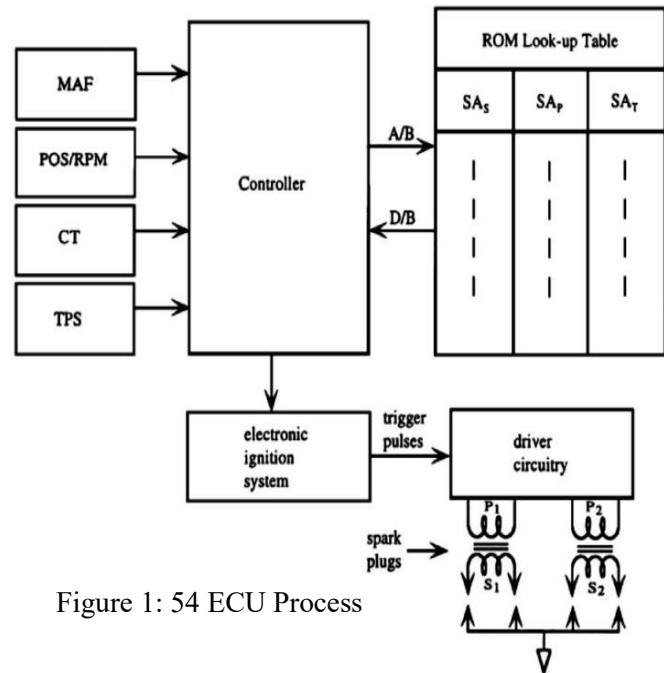 MAF
POS/RPM
CT
TPS
Controller
A/B
D/B
ROM Look-up Table
SAS
SAP
SAT
electronic
ignition
system
trigger
pulses
driver
circuitry
P1
P2
spark
plugs
S1
S2
Figure 1: 54 ECU Process